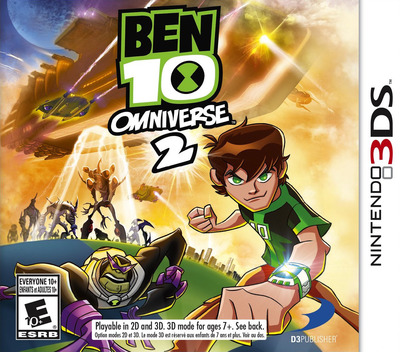 BEN
10
OMNIVERSE
2
NINTENDO 3DS
EVERYONE 10+
ENFANTS et ADULTES 10+
E
10+
ESRB
Playable in 2D and 3D. 3D mode for ages 7+. See back.
Option modes 2D et 3D. Le mode 3D est réservé aux enfants de 7 ans et plus. Voir au dos.
D3PUBLISHER